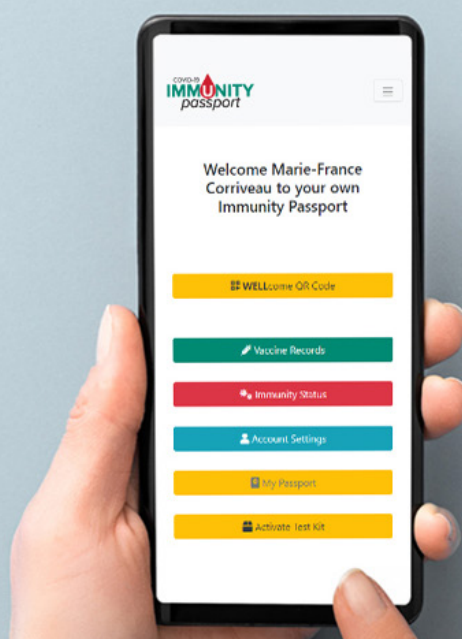 COVID-19
IMMUNITY
passport
Welcome Marie-France
Corriveau to your own
Immunity Passport
WELLcome QR Code
Vaccine Records
Immunity Status
Account Settings
My Passport
Activate Test Kit